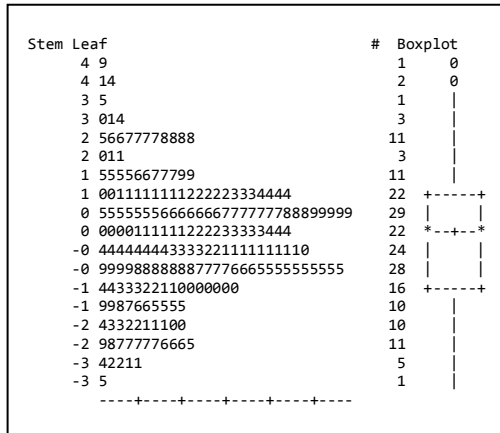 Stem Leaf # Boxplot
4 9 1 0
4 14 2 0
3 5 1 |
3 014 3 |
2 56677778888 11 |
2 011 3 |
1 55556677799 11 |
1 0011111111222223334444 22 +-----+
0 55555556666666777777788899999 29 | |
0 0000011111222233333444 22 *--+--*
-0 444444443333221111111110 24 | |
-0 9999888888877776665555555555 28 | |
-1 4433322110000000 16 +-----+
-1 9987665555 10 |
-2 4332211100 10 |
-2 98777776665 11 |
-3 42211 5 |
-3 5 1 |
----+----+----+----+----+----